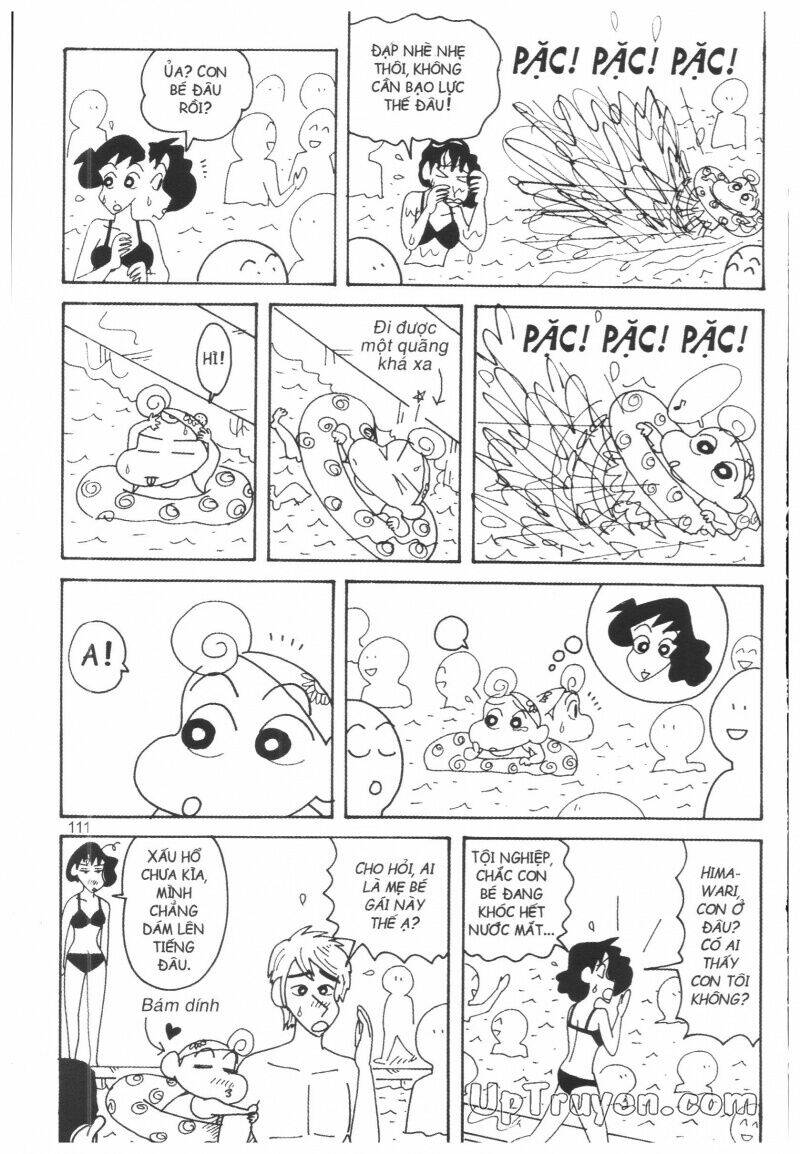 PẶC! PẶC! PẶC!
ĐẠP NHÈ NHẸ
THÔI, KHÔNG
CẦN BẠO LỰC
THẾ ĐÂU!
ỦA? CON
BÉ ĐÂU
RỒI?
PẶC! PẶC! PẶC!
Đi được
một quãng
khá xa
HÌ!
A!
HIMA-
WARI,
CON Ở
ĐÂU?
CÓ AI
THẤY
CON TÔI
KHÔNG?
TỘI NGHIỆP,
CHẮC CON
BÉ ĐANG
KHÓC HẾT
NƯỚC MẮT...
CHO HỎI, AI
LÀ MẸ BÉ
GÁI NÀY
THẾ Ạ?
XẤU HỔ
CHƯA KÌA,
MÌNH
CHẲNG
DÁM LÊN
TIẾNG
ĐÂU.
Bám dính
111
UpTruyen.com